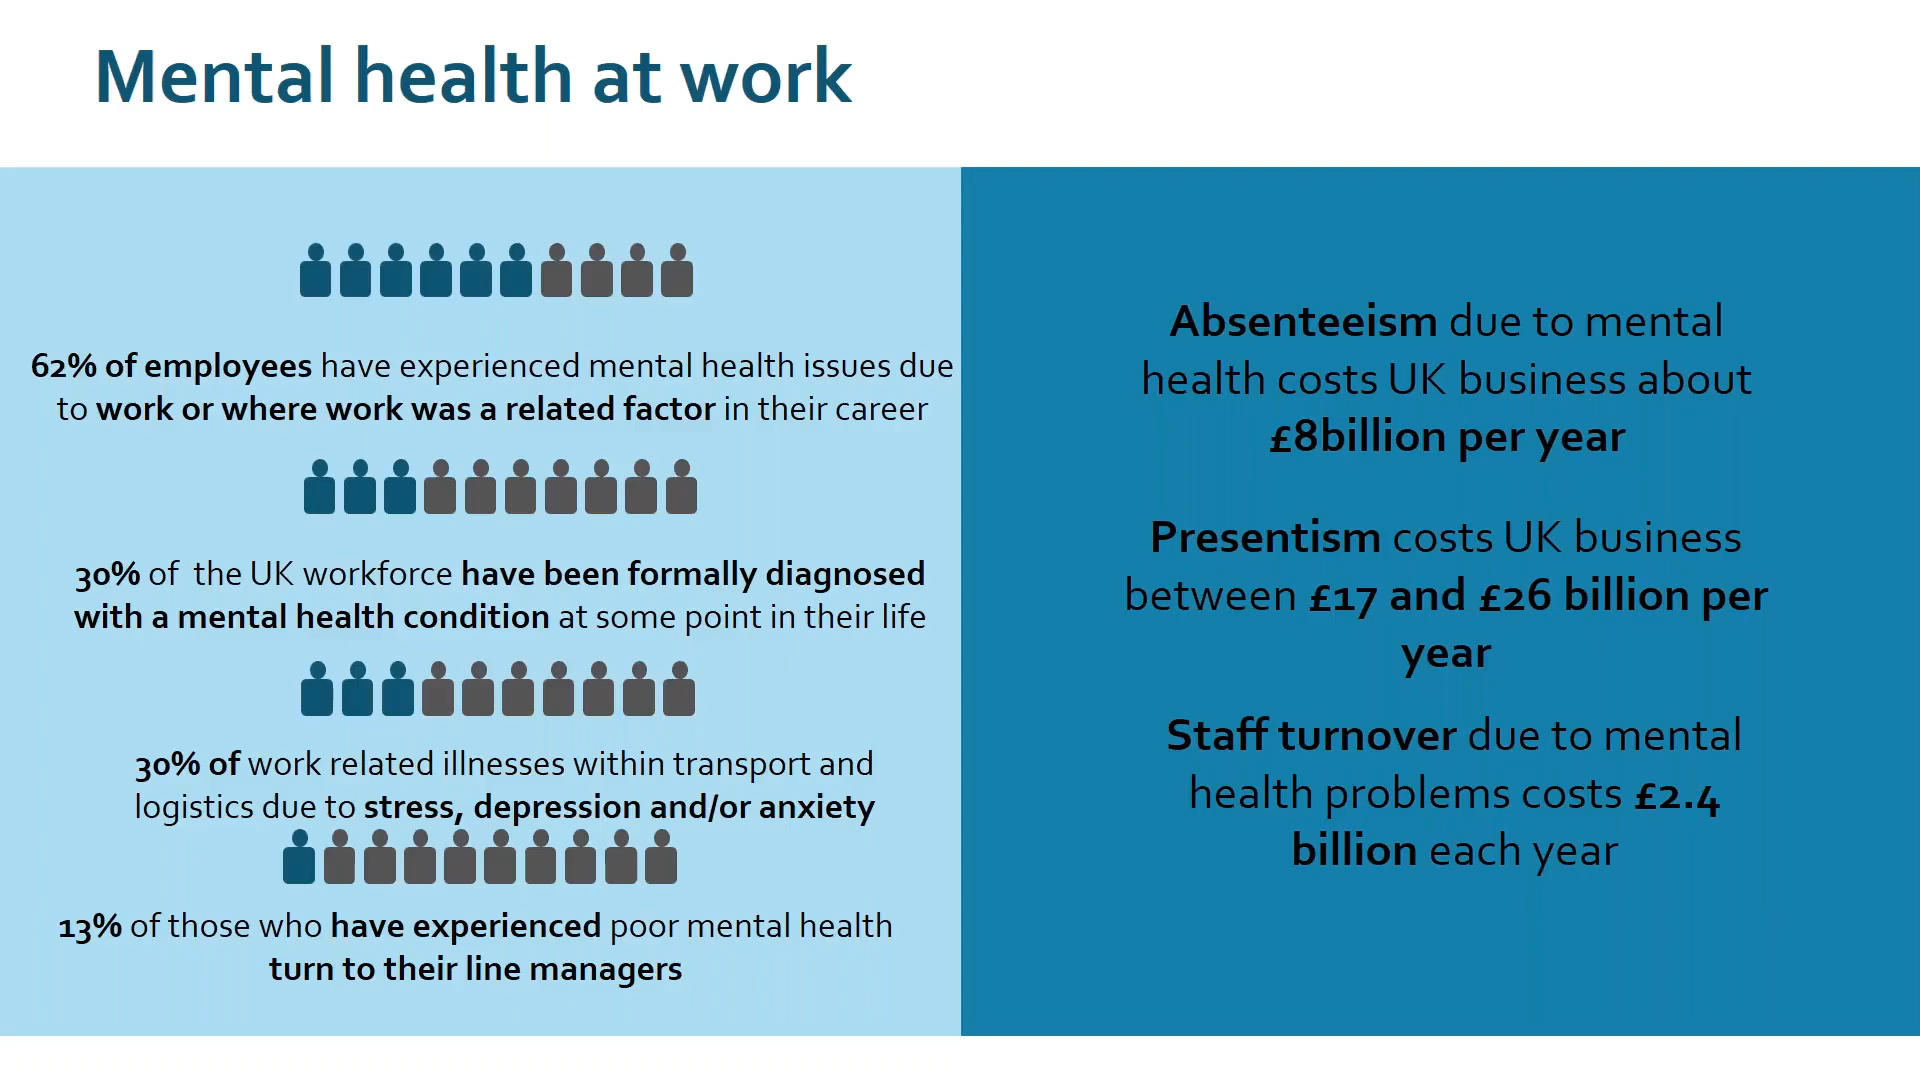 Mental health at work
62% of employees have experienced mental health issues due
to work or where work was a related factor in their career
30% of  the UK workforce have been formally diagnosed
with a mental health condition at some point in their life
30% of work related illnesses within transport and
logistics due to stress, depression and/or anxiety
13% of those who have experienced poor mental health
turn to their line managers
Absenteeism due to mental
health costs UK business about
£8billion per year
Presentism costs UK business
between £17 and £26 billion per
year
Staff turnover due to mental
health problems costs £2.4
billion each year